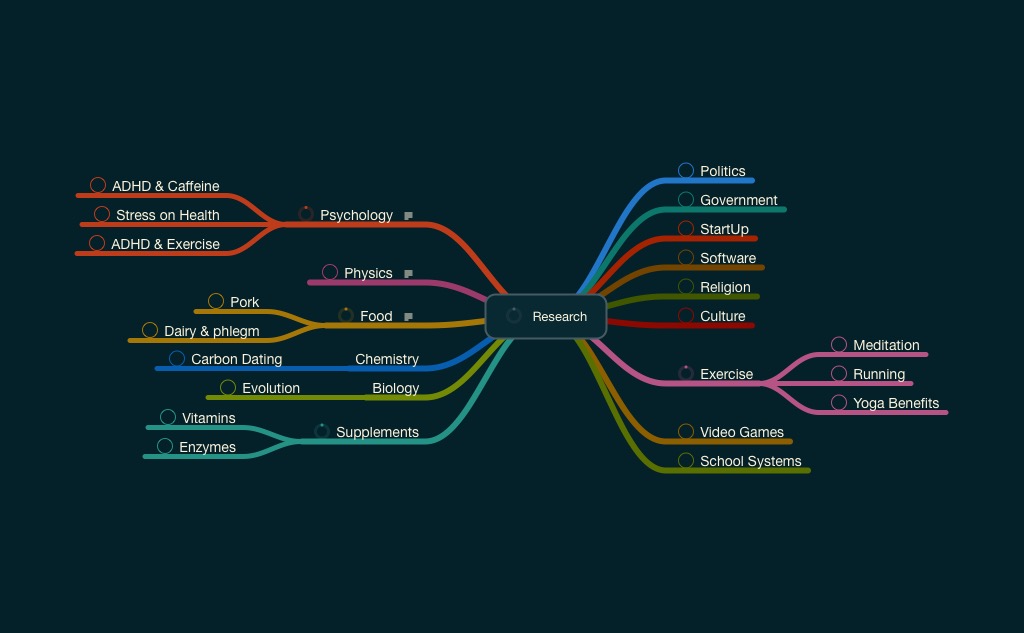 Research
Psychology
ADHD & Caffeine
Stress on Health
ADHD & Exercise
Physics
Food
Pork
Dairy & phlegm
Chemistry
Carbon Dating
Biology
Evolution
Supplements
Vitamins
Enzymes
Politics
Government
StartUp
Software
Religion
Culture
Exercise
Meditation
Running
Yoga Benefits
Video Games
School Systems